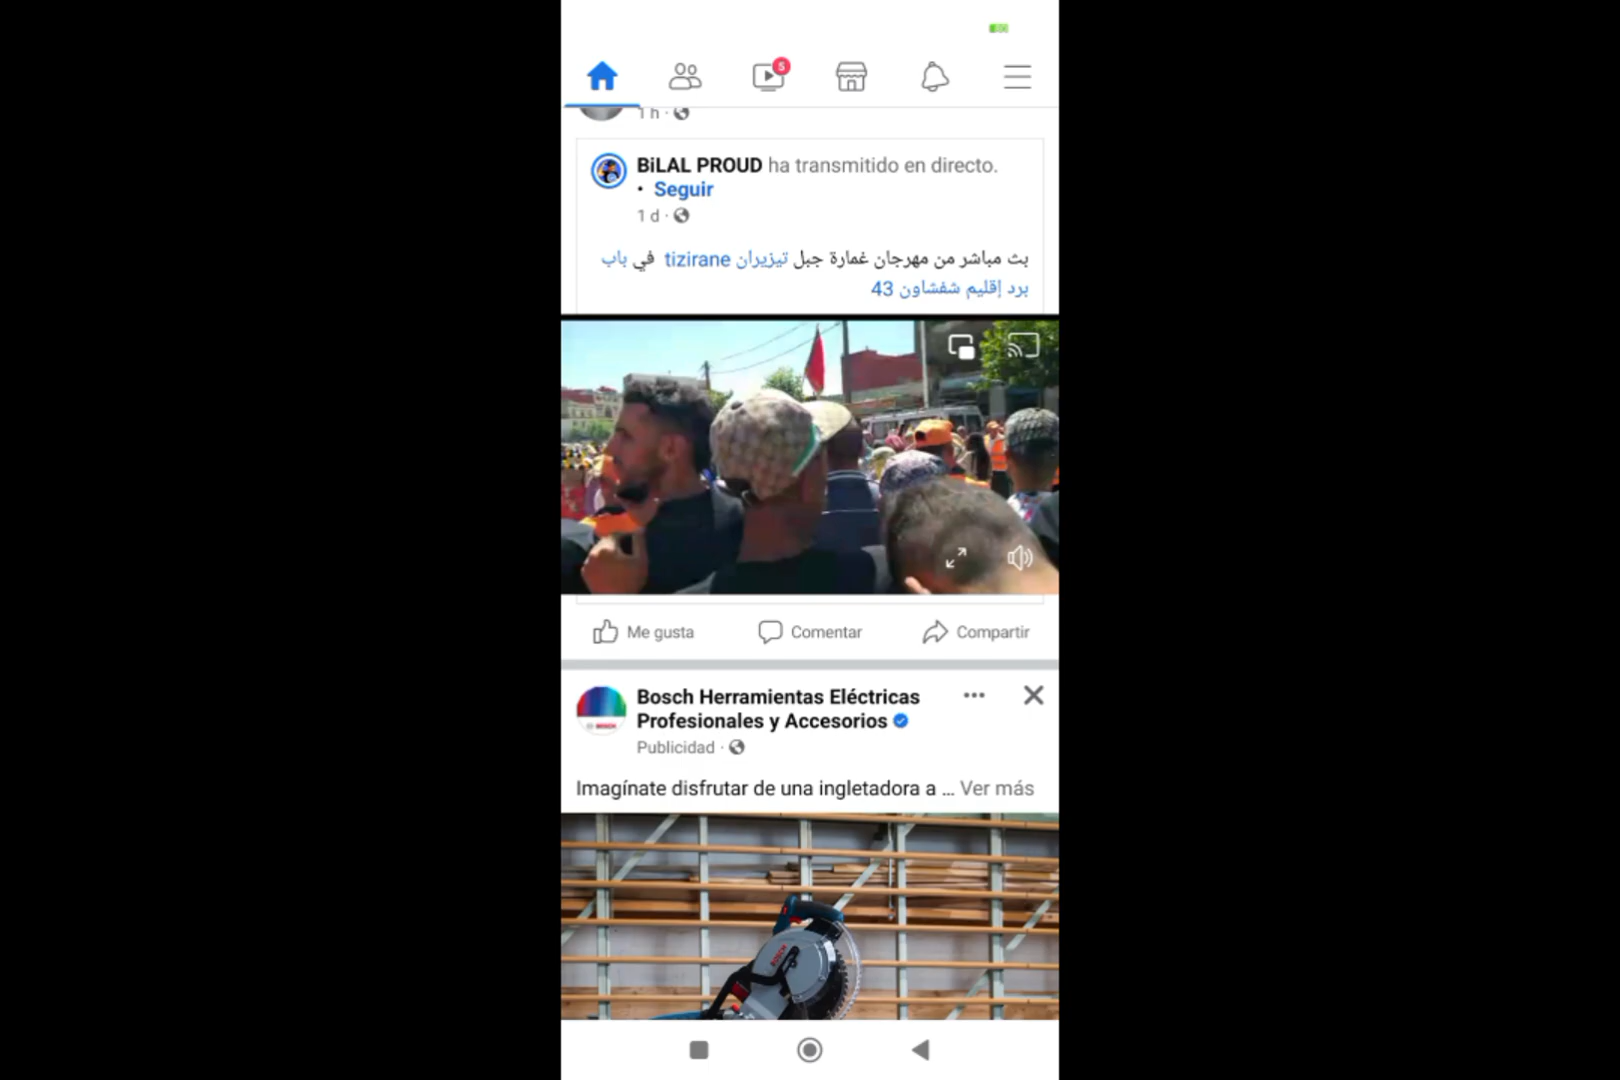 5
1 h ·
BiLAL PROUD ha transmitido en directo.
• Seguir
1 d ·
بث مباشر من مهرجان غمارة جبل تيزيران tizirane في باب
برد إقليم شفشاون 43
Me gusta Comentar Compartir
Bosch Herramientas Eléctricas
Profesionales y Accesorios
Publicidad ·
Imagínate disfrutar de una ingletadora a ... Ver más
BOSCH
BOSCH